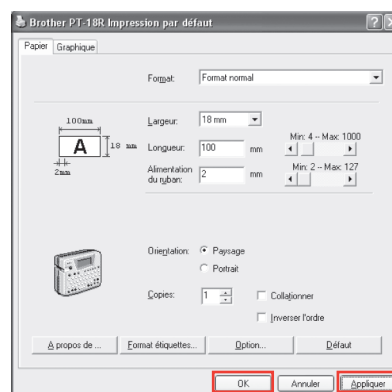 Brother PT-18R Impression par défaut
Papier Graphique
Format: Format normal
100mm
A
18 mm
2mm
Largeur: 18 mm
Longueur: 100 mm Min: 4 -- Max: 1000
Alimentation du ruban: 2 mm Min: 2 -- Max: 127
Orientation: Paysage
Portrait
Copies: 1 Collationner
Inverser l'ordre
A propos de ... Format étiquettes... Option... Défaut
OK Annuler Appliquer